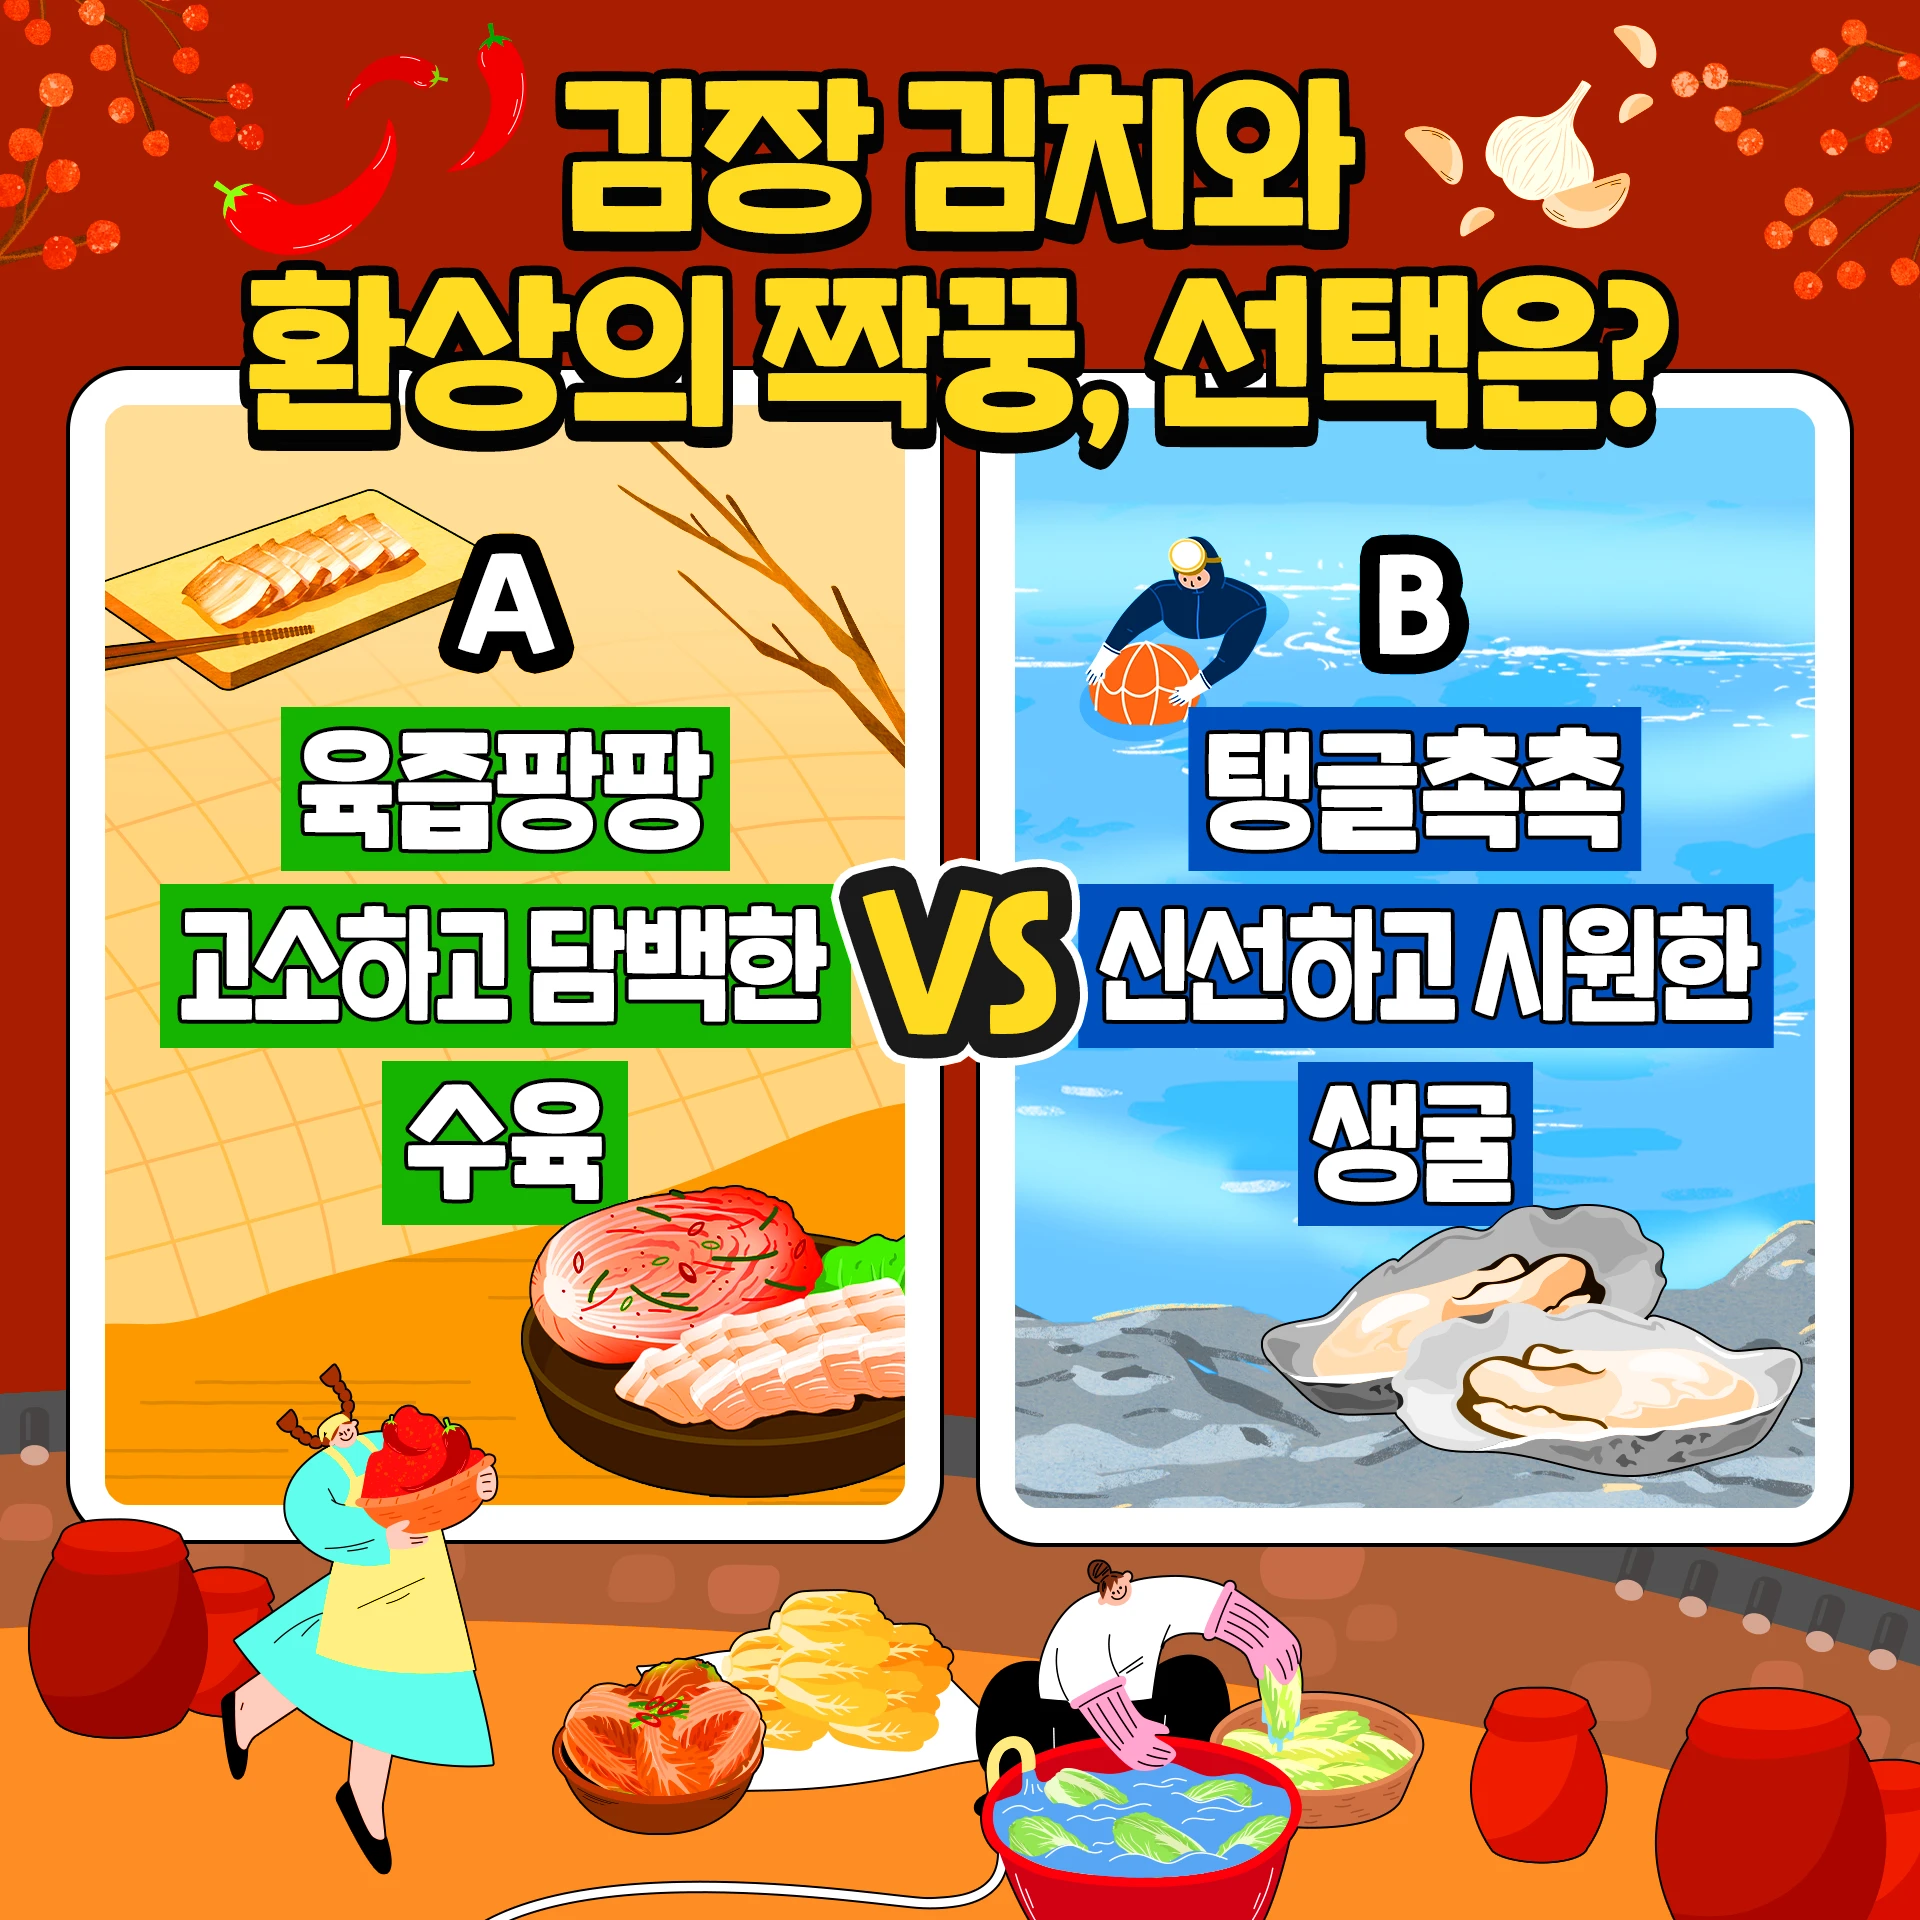 김장 김치와
환상의 짝꿍, 선택은?
A
육즙팡팡
고소하고 담백한
수육
VS
B
탱글촉촉
신선하고 시원한
생굴